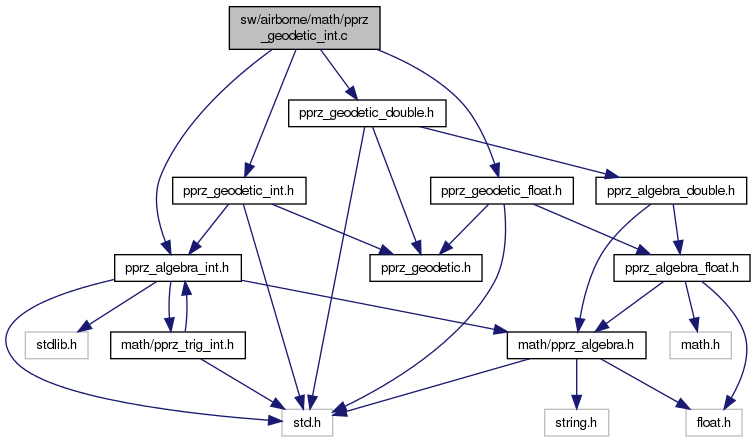 sw/airborne/math/pprz
_geodetic_int.c
pprz_geodetic_double.h
pprz_geodetic_int.h
pprz_geodetic_float.h
pprz_algebra_double.h
pprz_algebra_int.h
pprz_geodetic.h
pprz_algebra_float.h
stdlib.h
math/pprz_trig_int.h
math/pprz_algebra.h
math.h
std.h
string.h
float.h